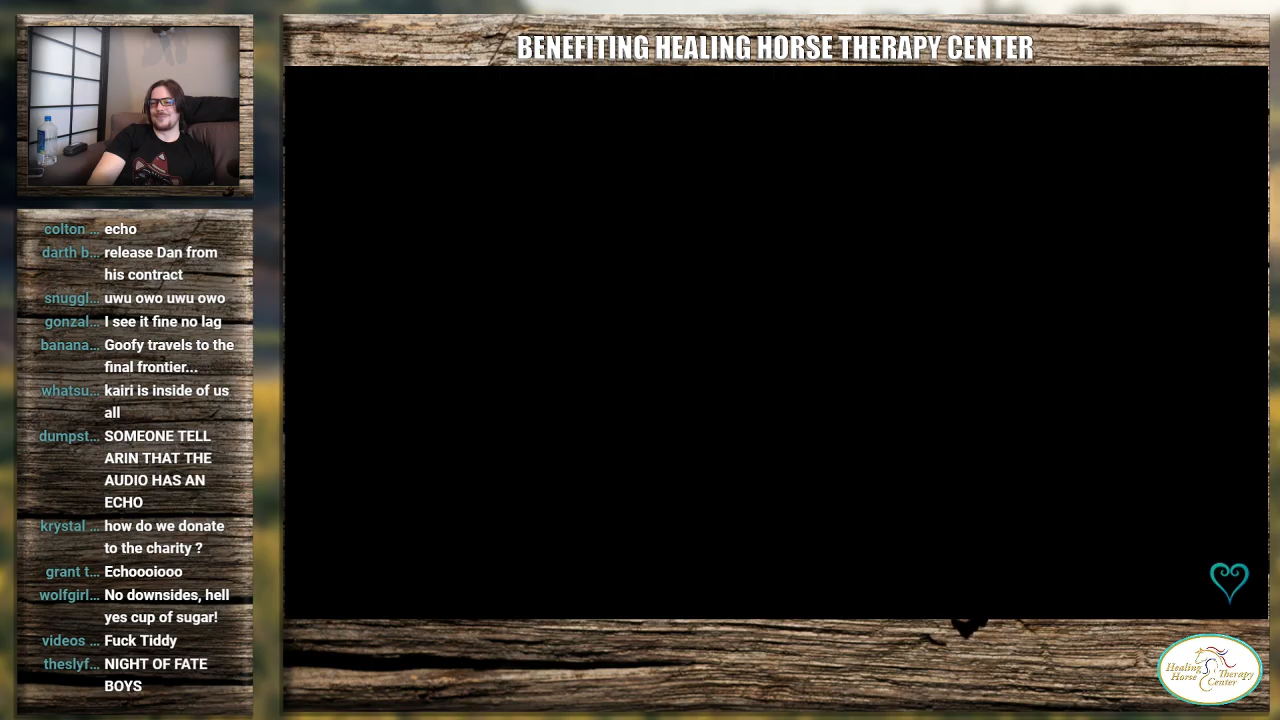 BENEFITING HEALING HORSE THERAPY CENTER
colton ... echo
darth b... release Dan from
his contract
snuggl... uwu owo uwu owo
gonzal... I see it fine no lag
banana... Goofy travels to the
final frontier...
whatsu... kairi is inside of us
all
dumpst... SOMEONE TELL
ARIN THAT THE
AUDIO HAS AN
ECHO
krystal ... how do we donate
to the charity ?
grant t... Echoooiooo
wolfgirl... No downsides, hell
yes cup of sugar!
videos ... Fuck Tiddy
theslyf... NIGHT OF FATE
BOYS
Healing
Horse Therapy
Center